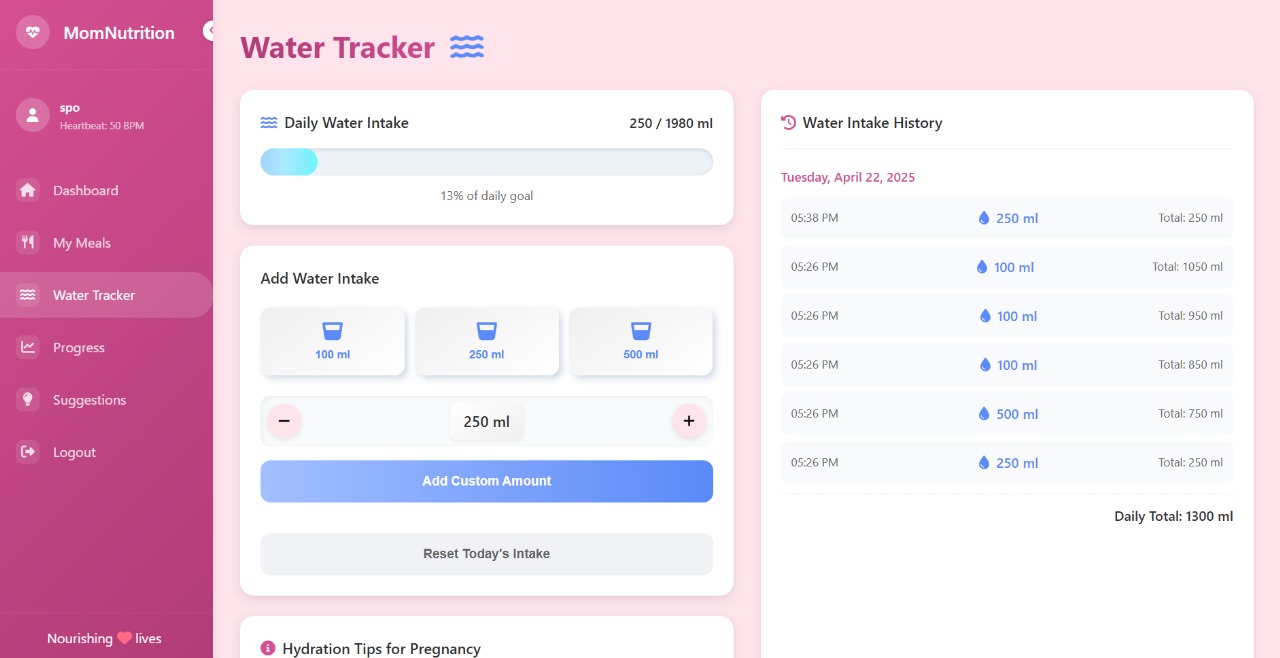 MomNutrition
spo
Heartbeat: 50 BPM
Dashboard
My Meals
Water Tracker
Progress
Suggestions
Logout
Nourishing lives
Water Tracker
Daily Water Intake
250 / 1980 ml
13% of daily goal
Add Water Intake
100 ml
250 ml
500 ml
250 ml
Add Custom Amount
Reset Today's Intake
Hydration Tips for Pregnancy
Water Intake History
Tuesday, April 22, 2025
05:38 PM 250 ml Total: 250 ml
05:26 PM 100 ml Total: 1050 ml
05:26 PM 100 ml Total: 950 ml
05:26 PM 100 ml Total: 850 ml
05:26 PM 500 ml Total: 750 ml
05:26 PM 250 ml Total: 250 ml
Daily Total: 1300 ml